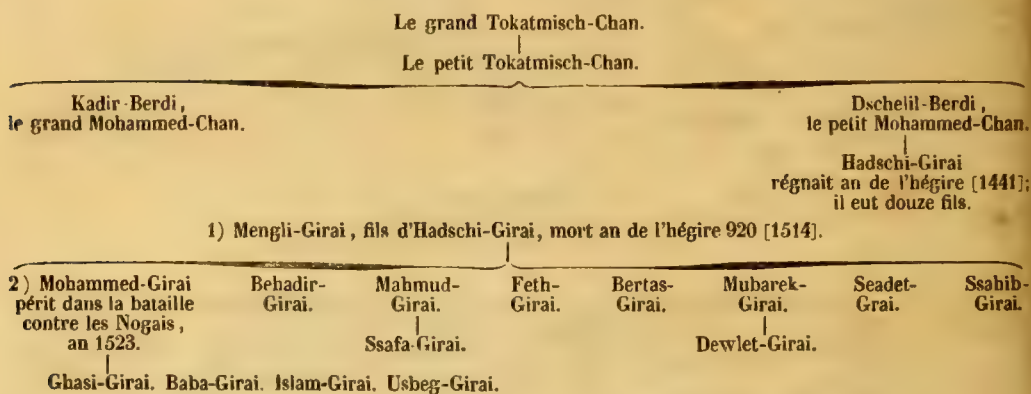 Le grand Tokatmisch-Chan.
Le petit Tokatmisch-Chan.
Kadir-Berdi,
le grand Mohammed-Chan.
Dschelil-Berdi,
le petit Mohammed-Chan.
Hadschi-Girai
régnait an de l'hégire [1441];
il eut douze fils.
1) Mengli-Girai, fils d'Hadschi-Girai, mort an de l'hégire 920 [1514].
2) Mohammed-Girai
périt dans la bataille
contre les Nogais,
an 1523.
Behadir-
Girai.
Mahmud-
Girai.
Feth-
Girai.
Bertas-
Girai.
Mubarek-
Girai.
Seadet-
Grai.
Ssabib-
Girai.
Ssafa-Girai.
Dewlet-Girai.
Ghasi-Girai. Baba-Girai. Islam-Girai. Usbeg-Girai.